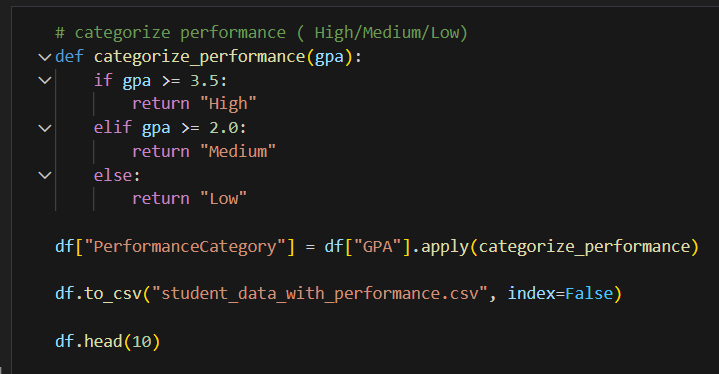 # categorize performance ( High/Medium/Low)
def categorize_performance(gpa):
    if gpa >= 3.5:
        return "High"
    elif gpa >= 2.0:
        return "Medium"
    else:
        return "Low"
df["PerformanceCategory"] = df["GPA"].apply(categorize_performance)
df.to_csv("student_data_with_performance.csv", index=False)
df.head(10)